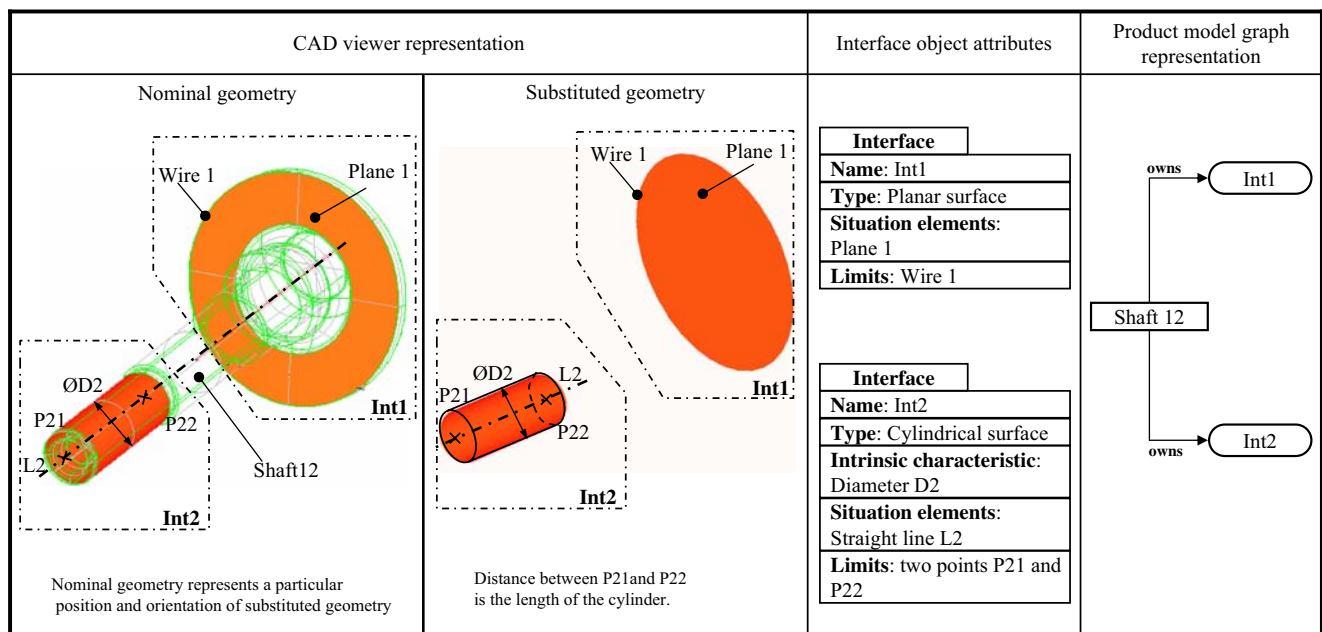 CAD viewer representation
Interface object attributes
Product model graph
representation
Nominal geometry
Wire 1
Plane 1
ØD2
P21
P22
L2
Shaft12
Int1
Int2
Nominal geometry represents a particular
position and orientation of substituted geometry
Substituted geometry
Wire 1
Plane 1
Int1
ØD2
L2
P21
P22
Int2
Distance between P21and P22
is the length of the cylinder.
Interface
Name: Int1
Type: Planar surface
Situation elements:
Plane 1
Limits: Wire 1
Interface
Name: Int2
Type: Cylindrical surface
Intrinsic characteristic:
Diameter D2
Situation elements:
Straight line L2
Limits: two points P21 and
P22
owns
Int1
Shaft 12
owns
Int2